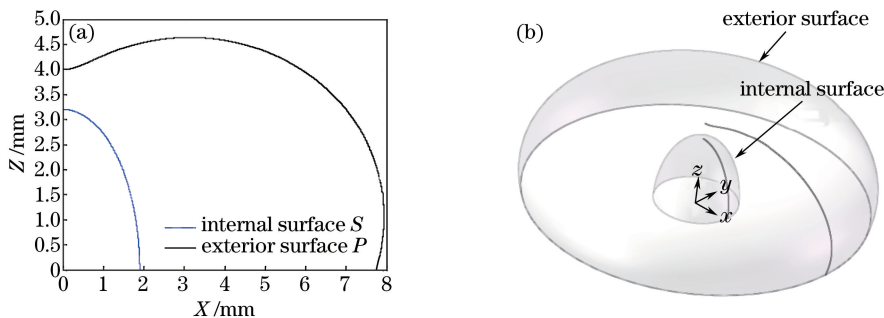 (a)
5.0
4.5
4.0
3.5
3.0
2.5
2.0
1.5
1.0
0.5
0
Z/mm
internal surface S
exterior surface P
0 1 2 3 4 5 6 7 8
X/mm
(b)
exterior surface
internal surface
z
y
x